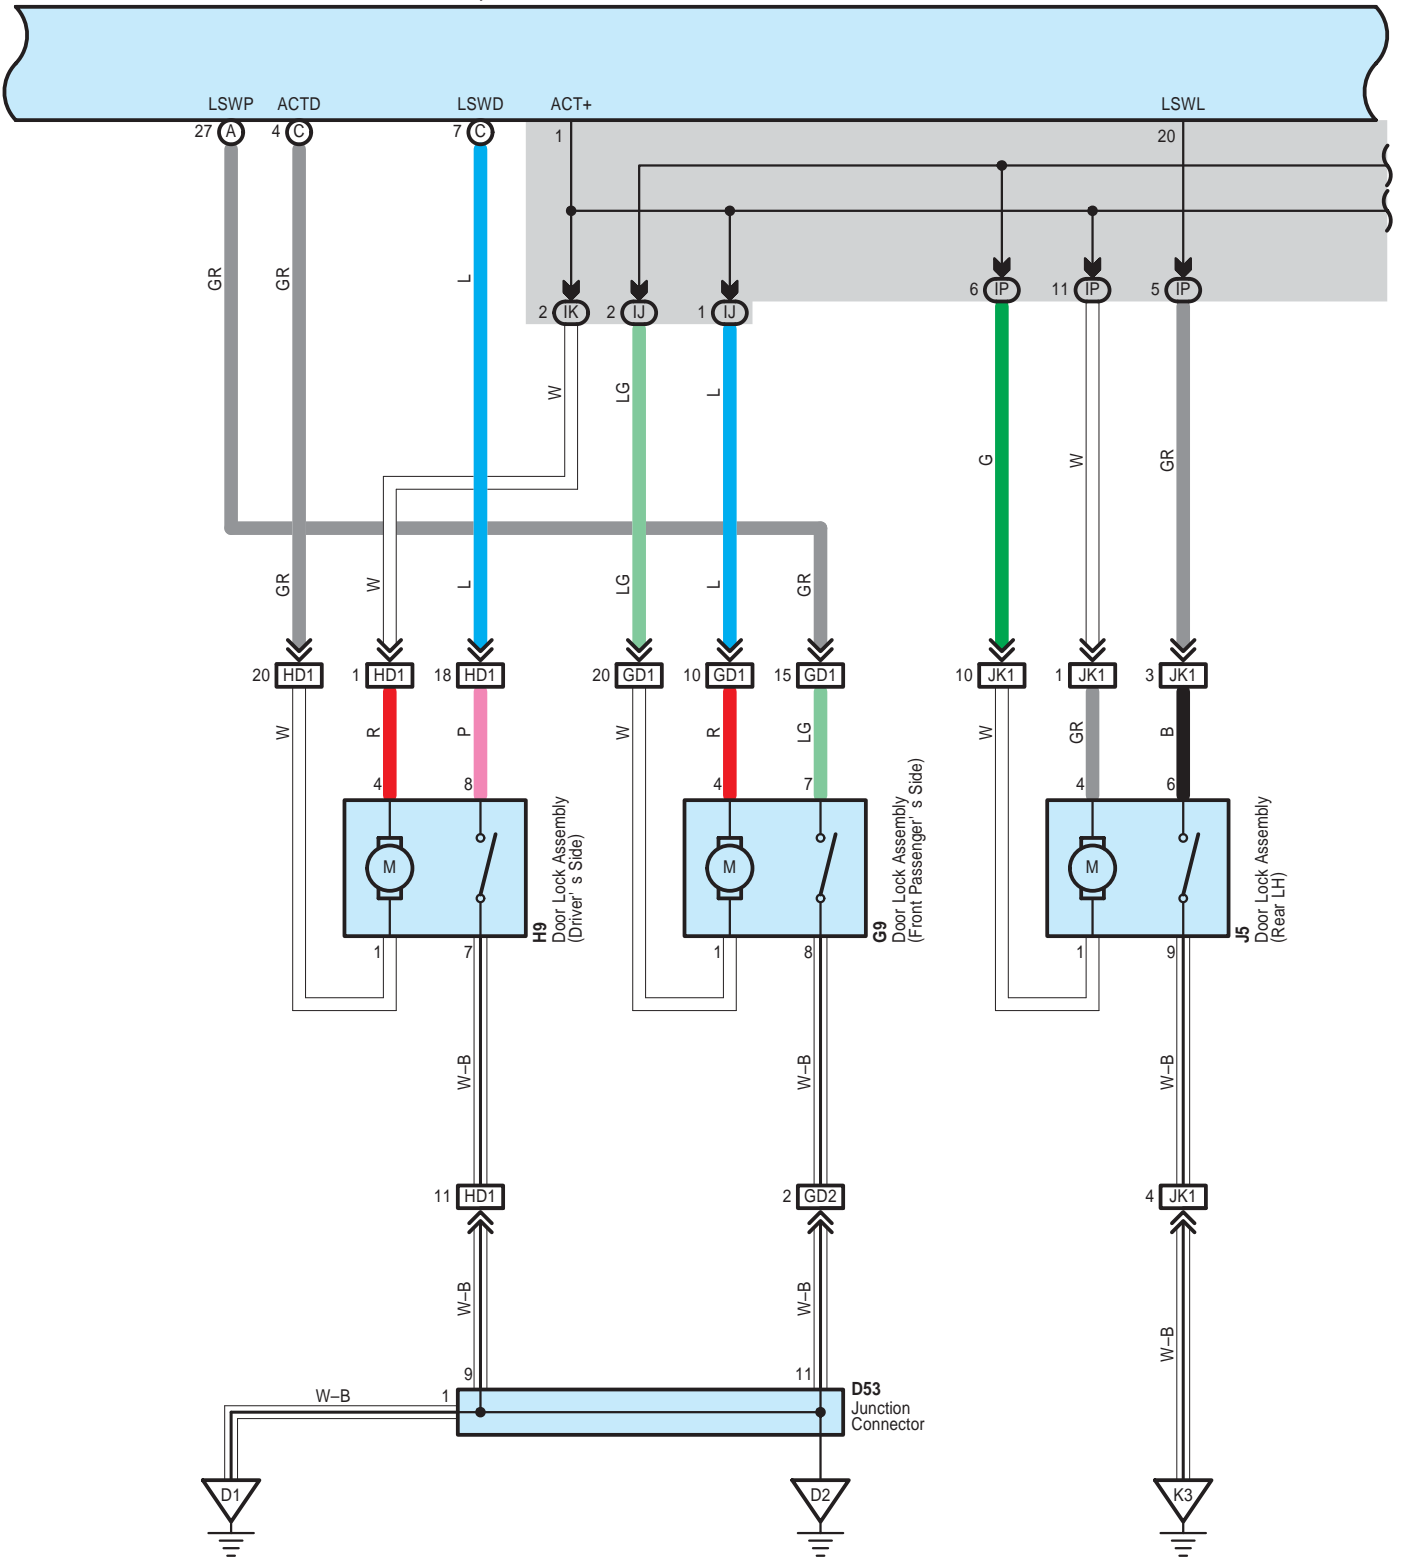 LSWP ACTD LSWD ACT+ LSWL
27 A 4 C 7 C 1 20
GR GR L
6 IP 11 IP 5 IP
2 IK 2 IJ 1 IJ
W LG L G W GR
GR W L LG L GR
20 HD1 1 HD1 18 HD1 20 GD1 10 GD1 15 GD1 10 JK1 1 JK1 3 JK1
W R P W R LG W GR B
4 8 4 7 4 6
M M M
H9
Door Lock Assembly
(Driver' s Side)
G9
Door Lock Assembly
(Front Passenger' s Side)
J5
Door Lock Assembly
(Rear LH)
1 7 1 8 1 9
W–B W–B W–B
11 HD1 2 GD2 4 JK1
W–B W–B W–B
9 11
W–B 1
D53
Junction
Connector
D1 D2 K3